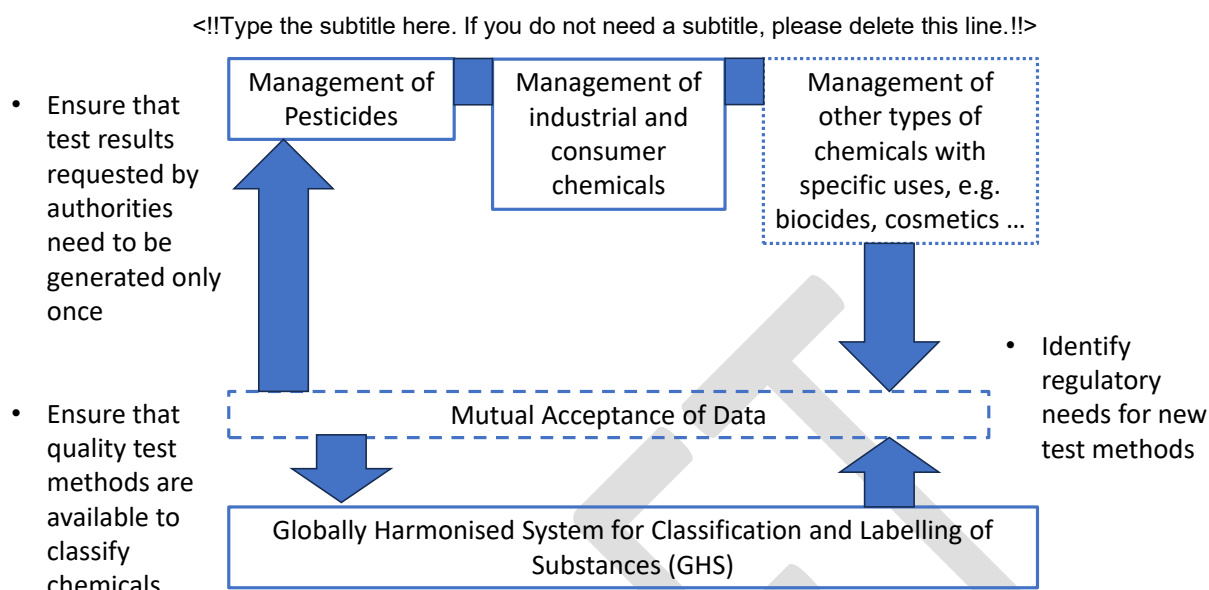 <!!Type the subtitle here. If you do not need a subtitle, please delete this line.!!>
Management of
Pesticides
Management of
industrial and
consumer
chemicals
Management of
other types of
chemicals with
specific uses, e.g.
biocides, cosmetics …
• Ensure that
test results
requested by
authorities
need to be
generated only
once
• Identify
regulatory
needs for new
test methods
Mutual Acceptance of Data
• Ensure that
quality test
methods are
available to
classify
chemicals
Globally Harmonised System for Classification and Labelling of
Substances (GHS)